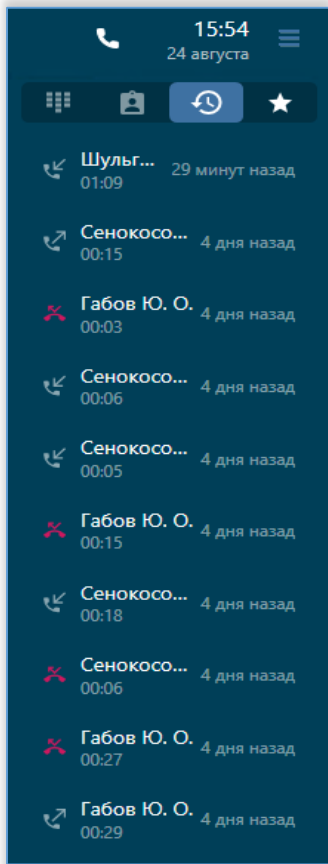 15:54
24 августа
Шульг...
29 минут назад
01:09
Сенокосо...
4 дня назад
00:15
Габов Ю. О.
4 дня назад
00:03
Сенокосо...
4 дня назад
00:06
Сенокосо...
4 дня назад
00:05
Габов Ю. О.
4 дня назад
00:15
Сенокосо...
4 дня назад
00:18
Сенокосо...
4 дня назад
00:06
Габов Ю. О.
4 дня назад
00:27
Габов Ю. О.
4 дня назад
00:29